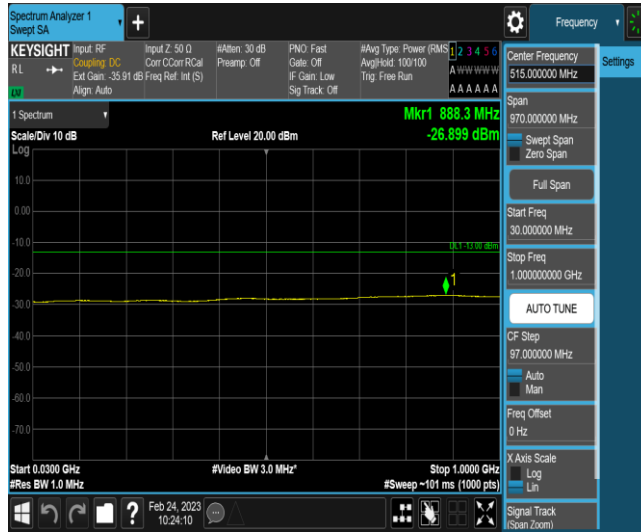 Spectrum Analyzer 1
Swept SA
Frequency
KEYSIGHT
RL
LXI
Input: RF
Coupling: DC
Ext Gain: -35.91 dB
Align: Auto
Input Z: 50 Ω
Corr CCorr RCal
Freq Ref: Int (S)
#Atten: 30 dB
Preamp: Off
PNO: Fast
Gate: Off
IF Gain: Low
Sig Track: Off
#Avg Type: Power (RMS
Avg|Hold: 100/100
Trig: Free Run
1 2 3 4 5 6
A W W W W W
A A A A A A
1 Spectrum
Scale/Div 10 dB
Ref Level 20.00 dBm
Mkr1 888.3 MHz
-26.899 dBm
Log
10.0
0.00
-10.0
DL1 -13.00 dBm
-20.0
1
-30.0
-40.0
-50.0
-60.0
-70.0
Start 0.0300 GHz
#Video BW 3.0 MHz*
Stop 1.0000 GHz
#Res BW 1.0 MHz
#Sweep ~101 ms (1000 pts)
Feb 24, 2023
10:24:10
Settings
Center Frequency
515.000000 MHz
Span
970.000000 MHz
Swept Span
Zero Span
Full Span
Start Freq
30.000000 MHz
Stop Freq
1.000000000 GHz
AUTO TUNE
CF Step
97.000000 MHz
Auto
Man
Freq Offset
0 Hz
X Axis Scale
Log
Lin
Signal Track
(Span Zoom)